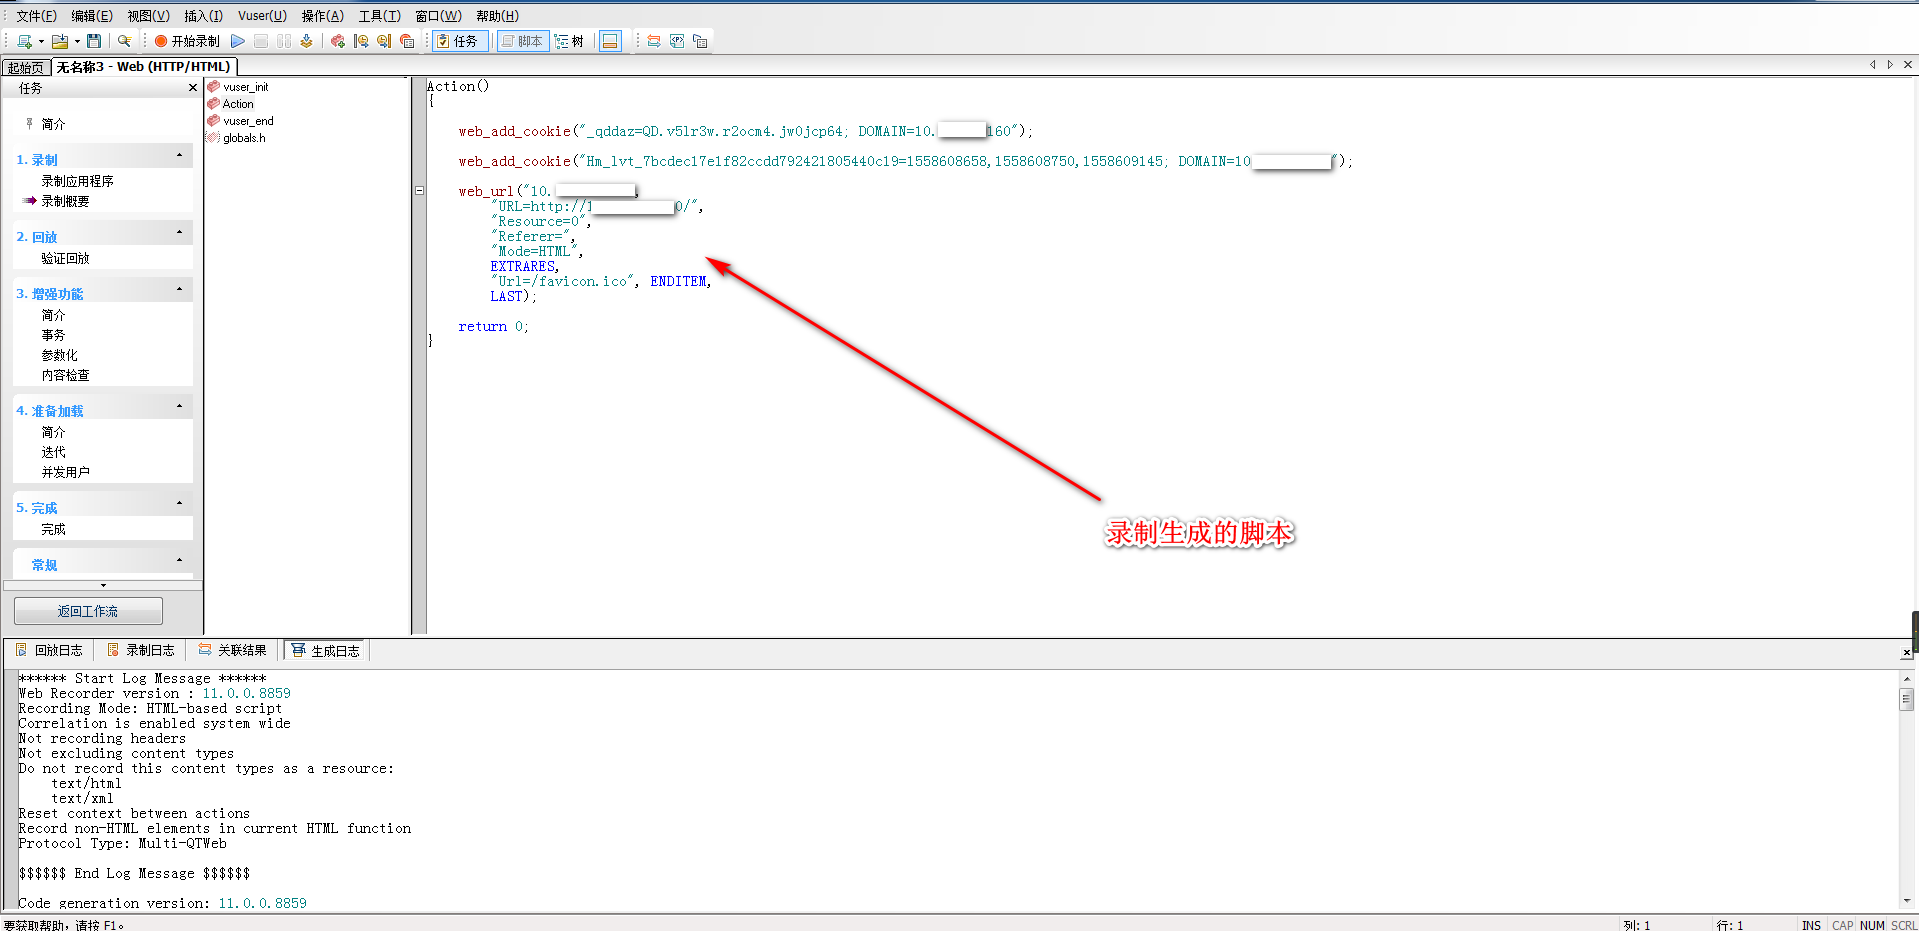 文件(F) 编辑(E) 视图(V) 插入(I) Vuser(U) 操作(A) 工具(T) 窗口(W) 帮助(H)
开始录制 任务 脚本 树
起始页 无名称3 - Web (HTTP/HTML)
任务
简介
1. 录制
录制应用程序
录制概要
2. 回放
验证回放
3. 增强功能
简介
事务
参数化
内容检查
4. 准备加载
简介
迭代
并发用户
5. 完成
完成
常规
返回工作流
vuser_init
Action
vuser_end
globals.h
Action()
{
web_add_cookie("_qddaz=QD.v5lr3w.r2ocm4.jw0jcp64; DOMAIN=10. 160");
web_add_cookie("Hm_lvt_7bcdec17e1f82ccdd792421805440c19=1558608658,1558608750,1558609145; DOMAIN=10 ");
web_url("10. ,
"URL=http://1 0/",
"Resource=0",
"Referer=",
"Mode=HTML",
EXTRARES,
"Url=/favicon.ico", ENDITEM,
LAST);
return 0;
}
录制生成的脚本
回放日志 录制日志 关联结果 生成日志
****** Start Log Message ******
Web Recorder version : 11.0.0.8859
Recording Mode: HTML-based script
Correlation is enabled system wide
Not recording headers
Not excluding content types
Do not record this content types as a resource:
text/html
text/xml
Reset context between actions
Record non-HTML elements in current HTML function
Protocol Type: Multi-QTWeb
$$$$$$ End Log Message $$$$$$
Code generation version: 11.0.0.8859
要获取帮助，请按 F1。 列: 1 行: 1 INS CAP NUM SCRL